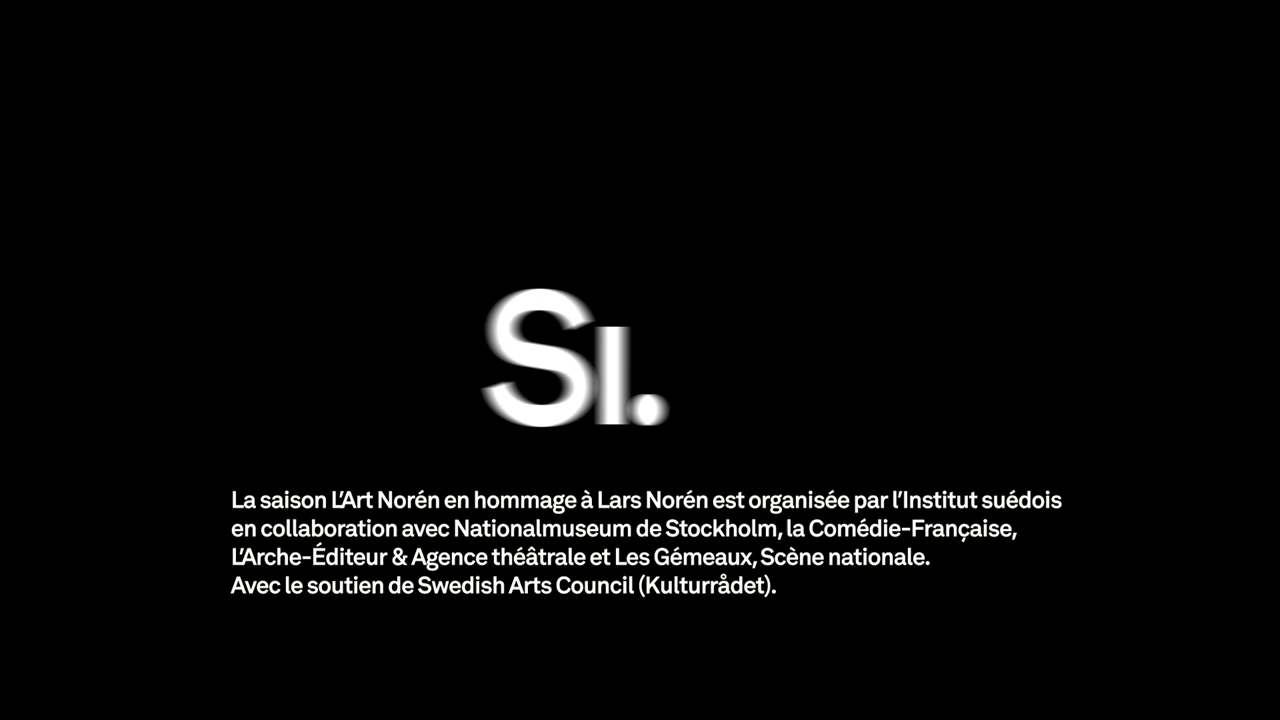 Sı.
La saison L’Art Norén en hommage à Lars Norén est organisée par l’Institut suédois
en collaboration avec Nationalmuseum de Stockholm, la Comédie-Française,
L’Arche-Éditeur & Agence théâtrale et Les Gémeaux, Scène nationale.
Avec le soutien de Swedish Arts Council (Kulturrådet).